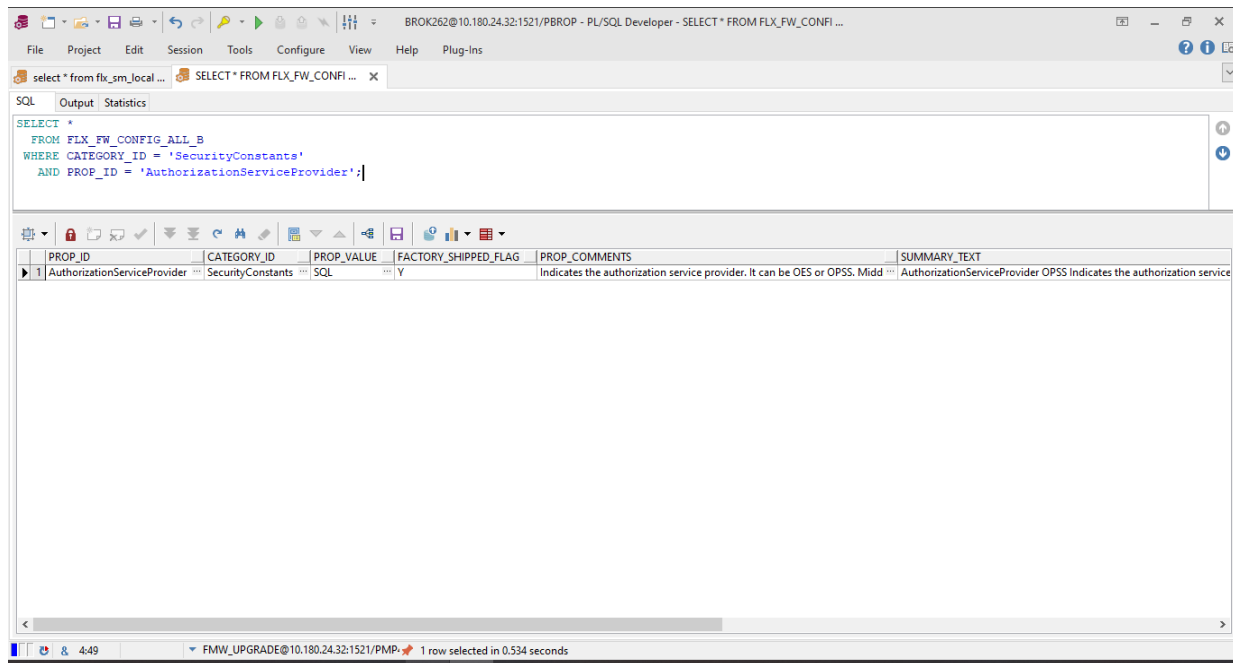 BROK262@10.180.24.32:1521/PBROP - PL/SQL Developer - SELECT * FROM FLX_FW_CONFI ...
File Project Edit Session Tools Configure View Help Plug-Ins
select * from flx_sm_local ... SELECT * FROM FLX_FW_CONFI ...
SQL Output Statistics
SELECT *
FROM FLX_FW_CONFIG_ALL_B
WHERE CATEGORY_ID = 'SecurityConstants'
AND PROP_ID = 'AuthorizationServiceProvider';
PROP_ID CATEGORY_ID PROP_VALUE FACTORY_SHIPPED_FLAG PROP_COMMENTS SUMMARY_TEXT
1 AuthorizationServiceProvider ... SecurityConstants ... SQL ... Y Indicates the authorization service provider. It can be OES or OPSS. Midd ... AuthorizationServiceProvider OPSS Indicates the authorization service
& 4:49 FMW_UPGRADE@10.180.24.32:1521/PMP 1 row selected in 0.534 seconds